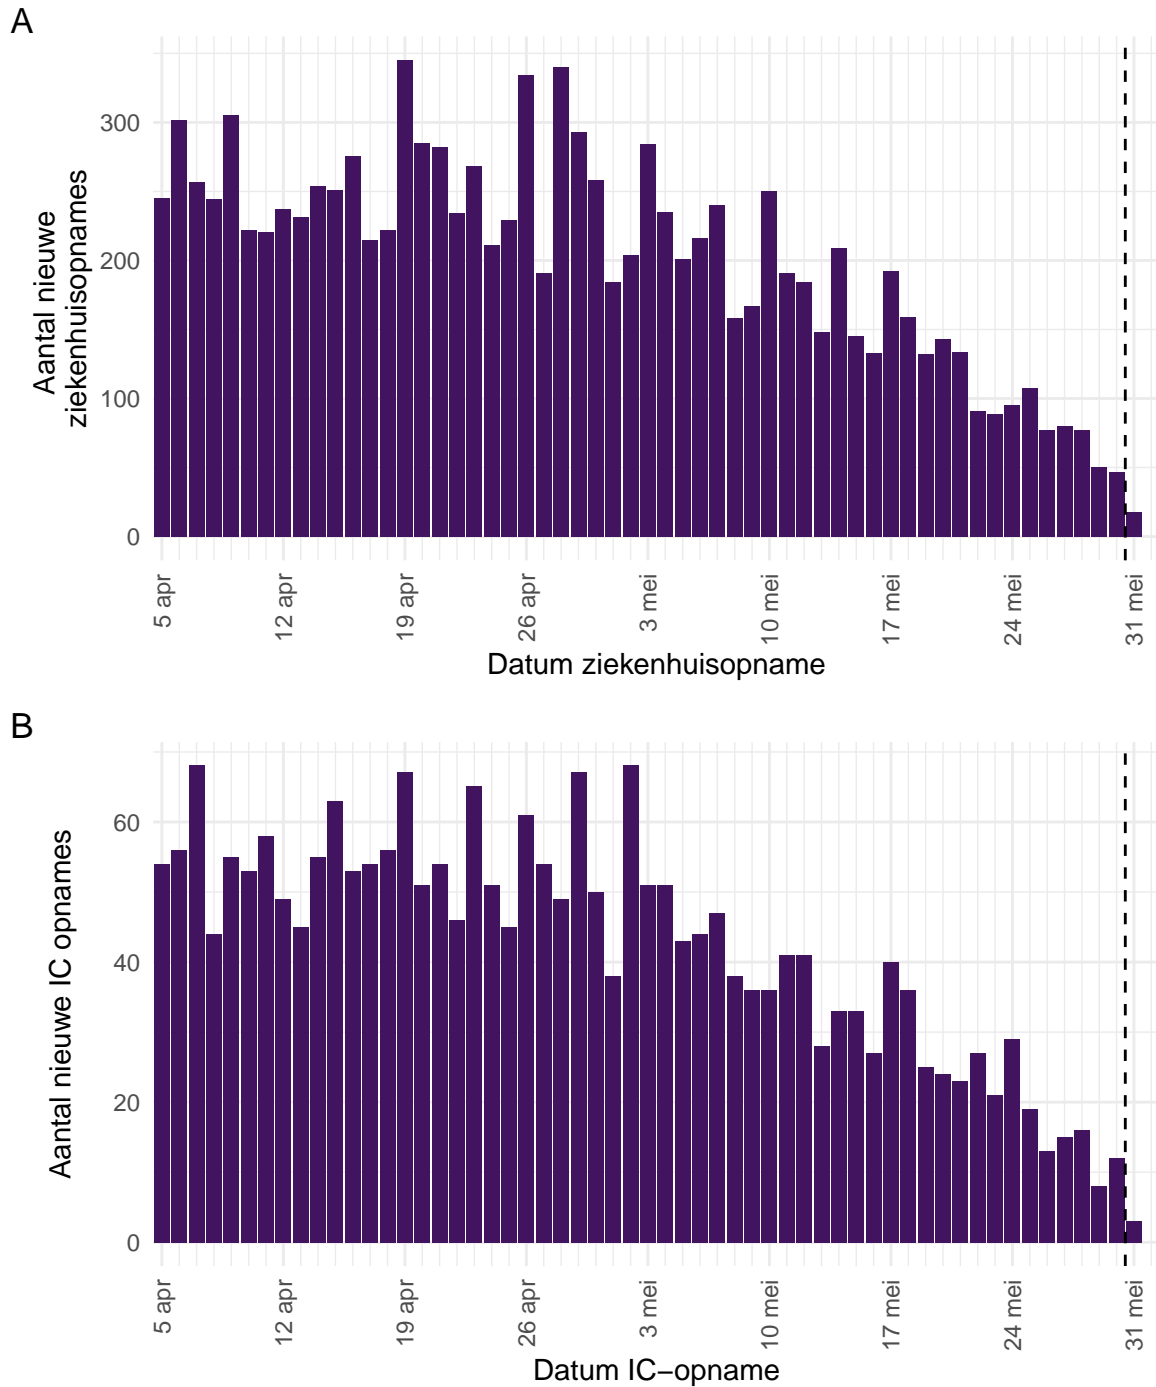 A
Aantal nieuwe
ziekenhuisopnames
300
200
100
0
5 apr
12 apr
19 apr
26 apr
3 mei
10 mei
17 mei
24 mei
31 mei
Datum ziekenhuisopname
B
Aantal nieuwe IC opnames
60
40
20
0
5 apr
12 apr
19 apr
26 apr
3 mei
10 mei
17 mei
24 mei
31 mei
Datum IC−opname